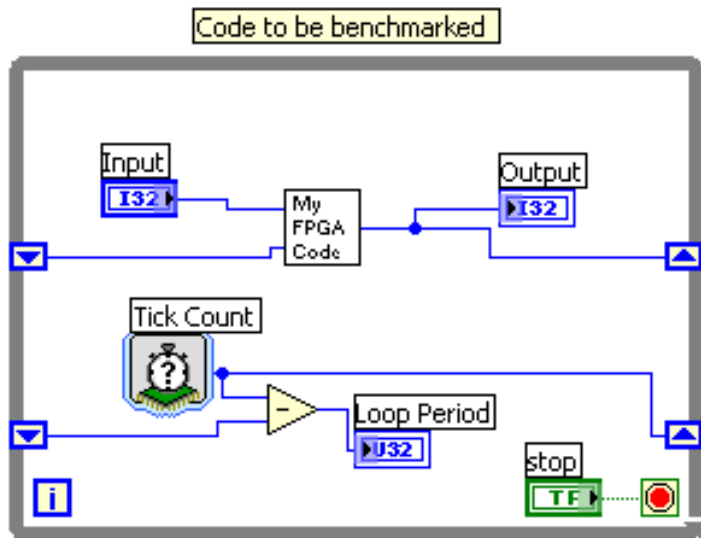 Code to be benchmarked
Input
I32
My
FPGA
Code
Output
I32
Tick Count
?
-
Loop Period
U32
i
stop
TF